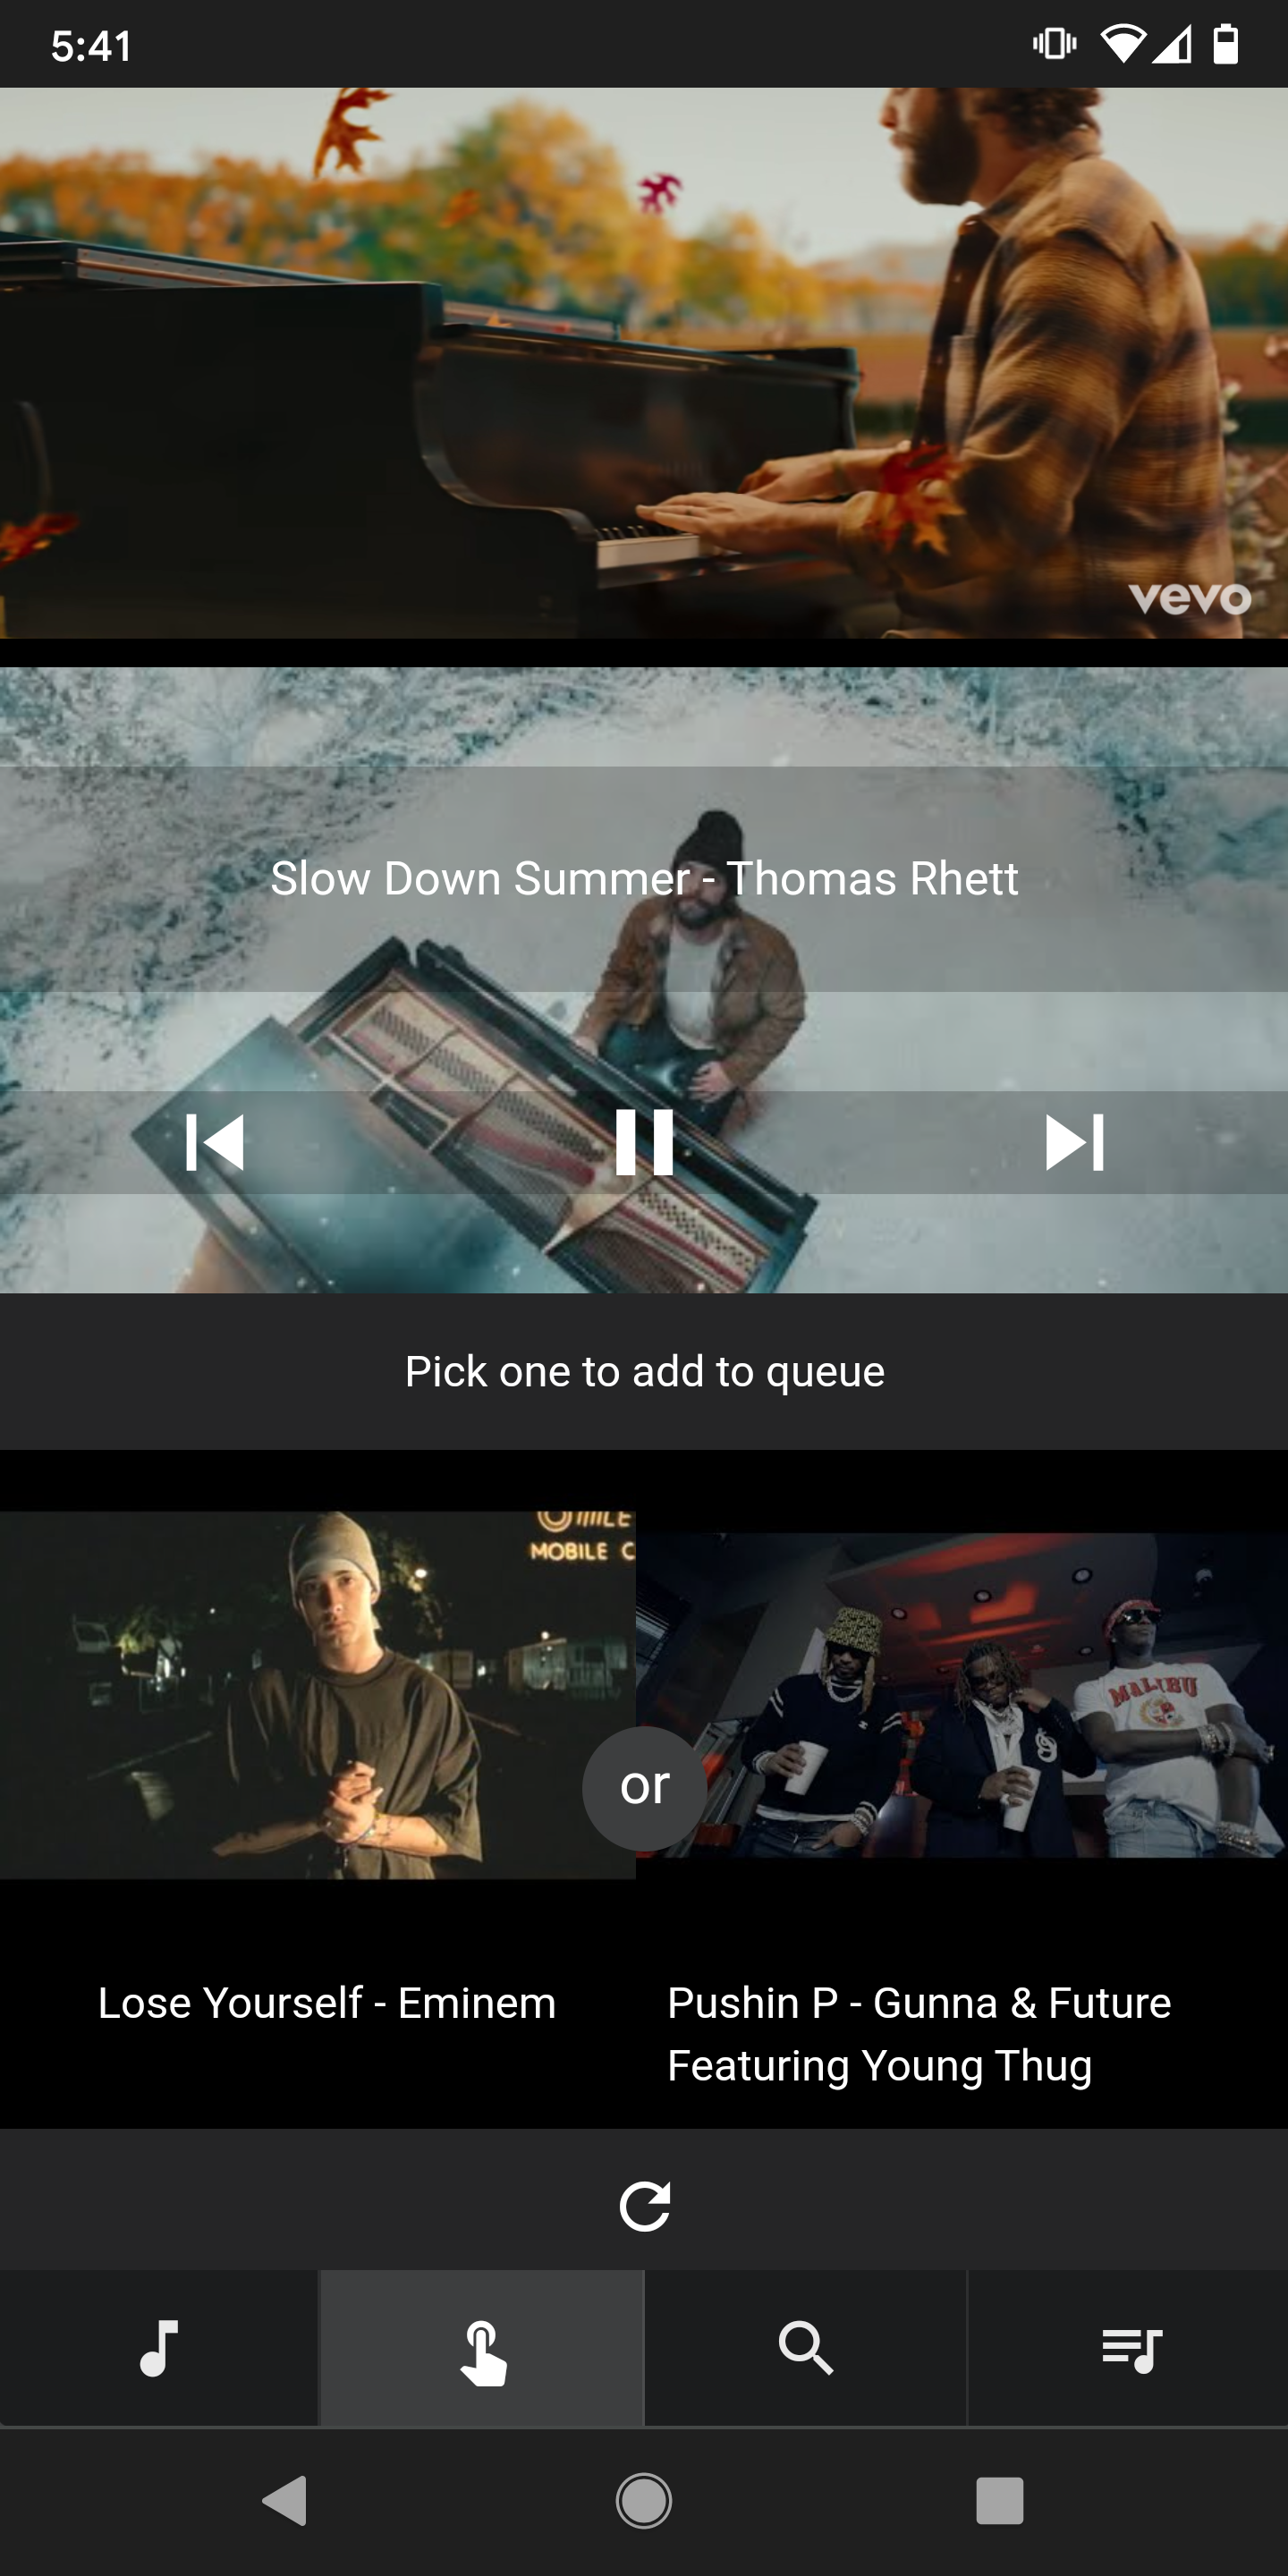 5:41
vevo
Slow Down Summer - Thomas Rhett
Pick one to add to queue
MOBILE C
MALIBU
or
Lose Yourself - Eminem
Pushin P - Gunna & Future
Featuring Young Thug